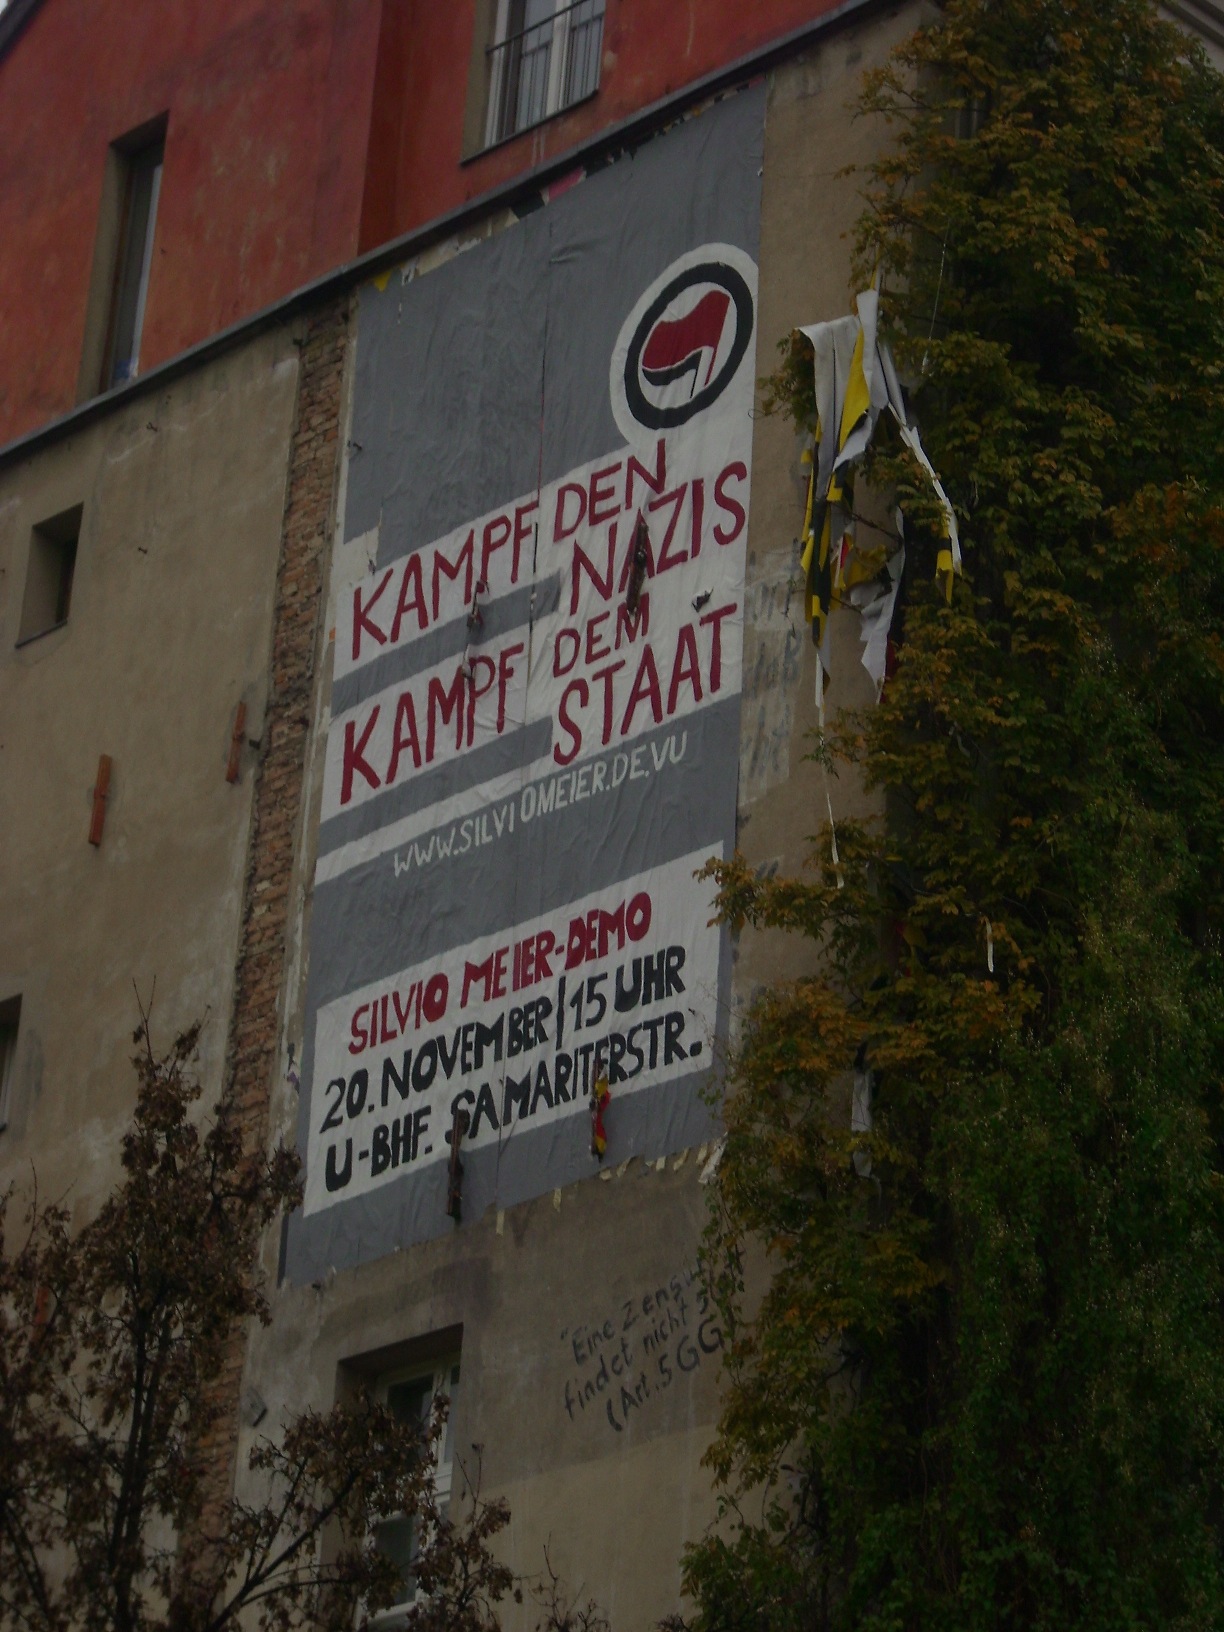 KAMPF DEN
NAZIS
KAMPF DEM
STAAT
WWW.SILVIOMEIER.DE.VU
SILVIO MEIER-DEMO
20. NOVEMBER | 15 UHR
U-BHF. SAMARITERSTR.
"Eine
findet nicht
(Art. 5 GG